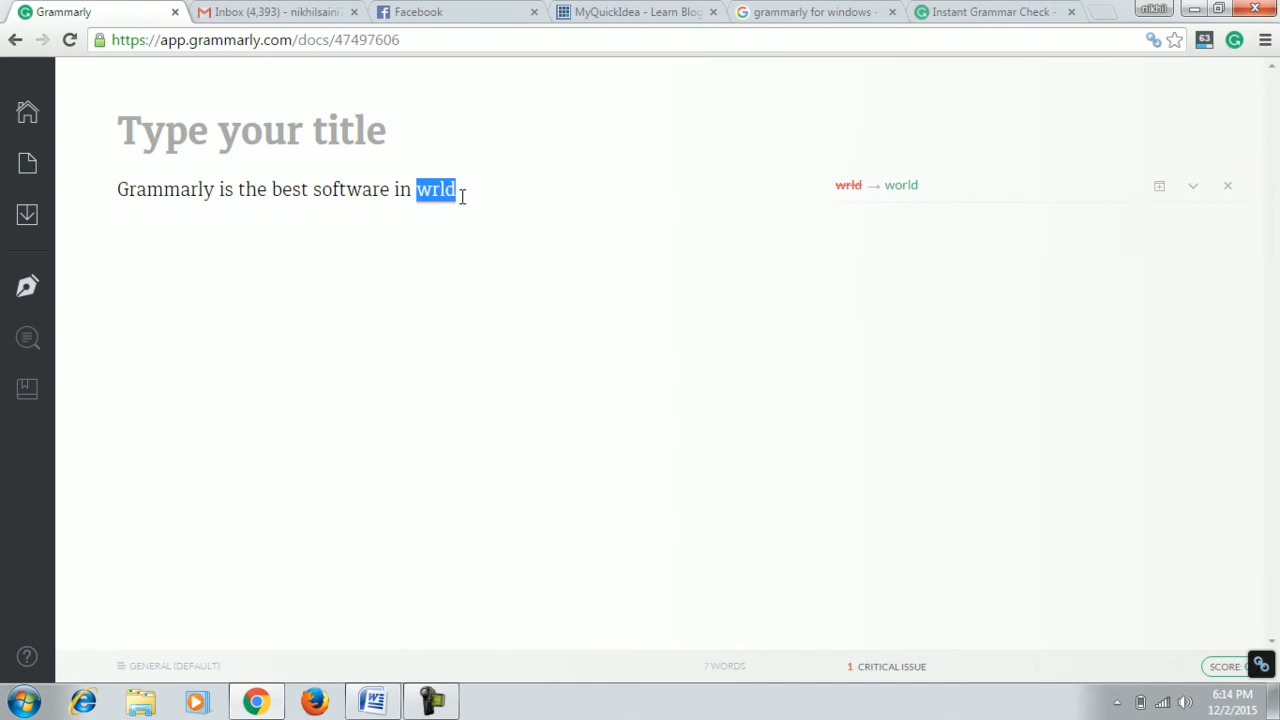 Grammarly
Inbox (4,393) - nikhilsaini
Facebook
MyQuickIdea - Learn Blog
grammarly for windows -
Instant Grammar Check -
nikhil
https://app.grammarly.com/docs/47497606
63
Type your title
Grammarly is the best software in wrld
wrld → world
GENERAL (DEFAULT)
7 WORDS
1 CRITICAL ISSUE
SCORE:
6:14 PM
12/2/2015